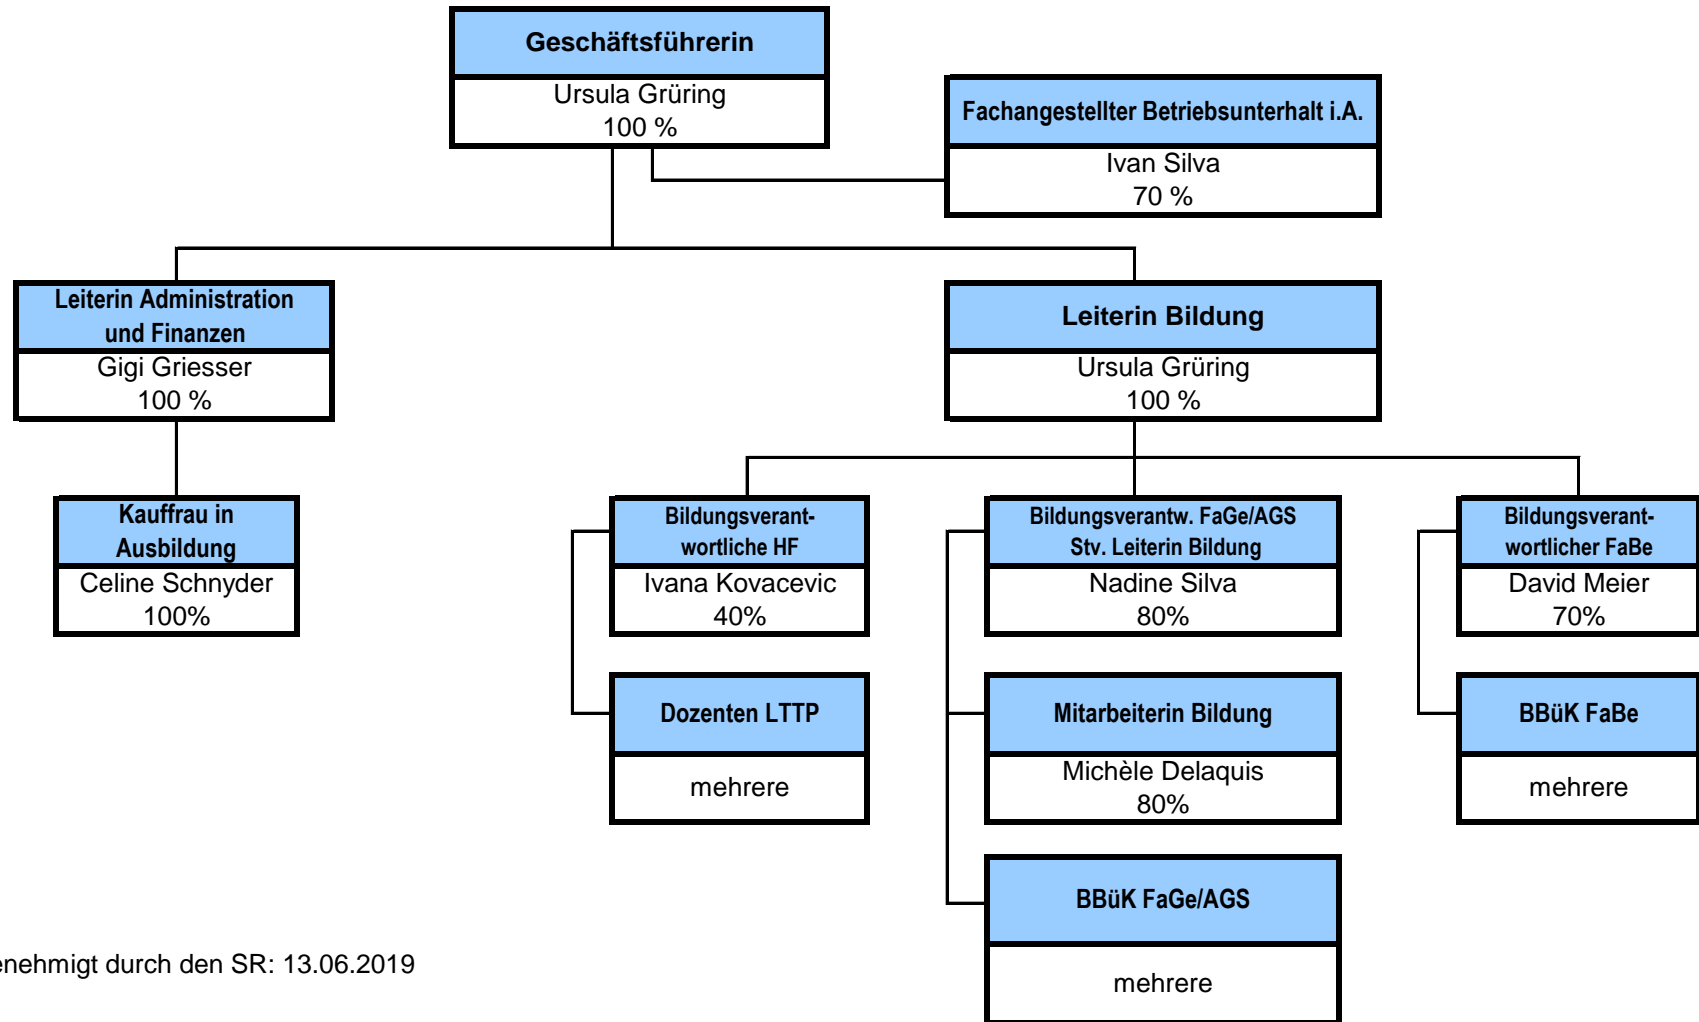 Geschäftsführerin
Ursula Grüring
100 %
Fachangestellter Betriebsunterhalt i.A.
Ivan Silva
70 %
Leiterin Administration
und Finanzen
Gigi Griesser
100 %
Leiterin Bildung
Ursula Grüring
100 %
Kauffrau in
Ausbildung
Celine Schnyder
100%
Bildungsverant-
wortliche HF
Ivana Kovacevic
40%
Bildungsverantw. FaGe/AGS
Stv. Leiterin Bildung
Nadine Silva
80%
Bildungsverant-
wortlicher FaBe
David Meier
70%
Dozenten LTTP
mehrere
Mitarbeiterin Bildung
Michèle Delaquis
80%
BBüK FaBe
mehrere
BBüK FaGe/AGS
mehrere
enehmigt durch den SR: 13.06.2019